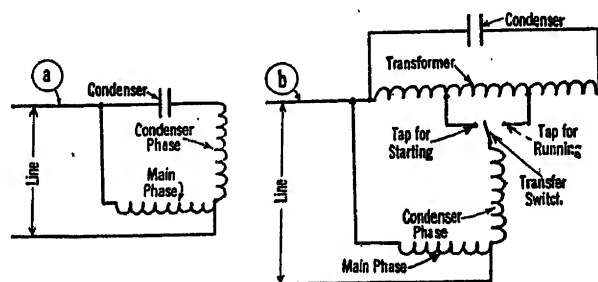 a
Condenser
Condenser
Phase
Main
Phase
Line
b
Condenser
Transformer
Tap for
Starting
Tap for
Running
Transfer
Switch.
Condenser
Phase
Main Phase
Line